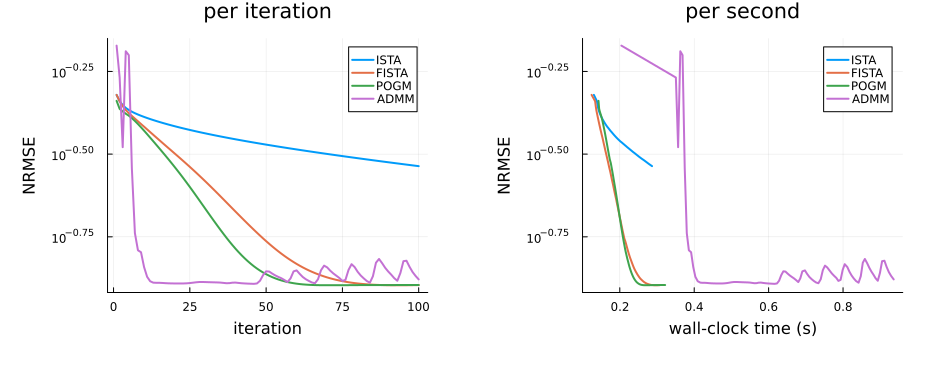 per iteration
NRMSE
10^−0.25
10^−0.50
10^−0.75
ISTA
FISTA
POGM
ADMM
0 25 50 75 100
iteration
per second
NRMSE
10^−0.25
10^−0.50
10^−0.75
ISTA
FISTA
POGM
ADMM
0.2 0.4 0.6 0.8
wall-clock time (s)